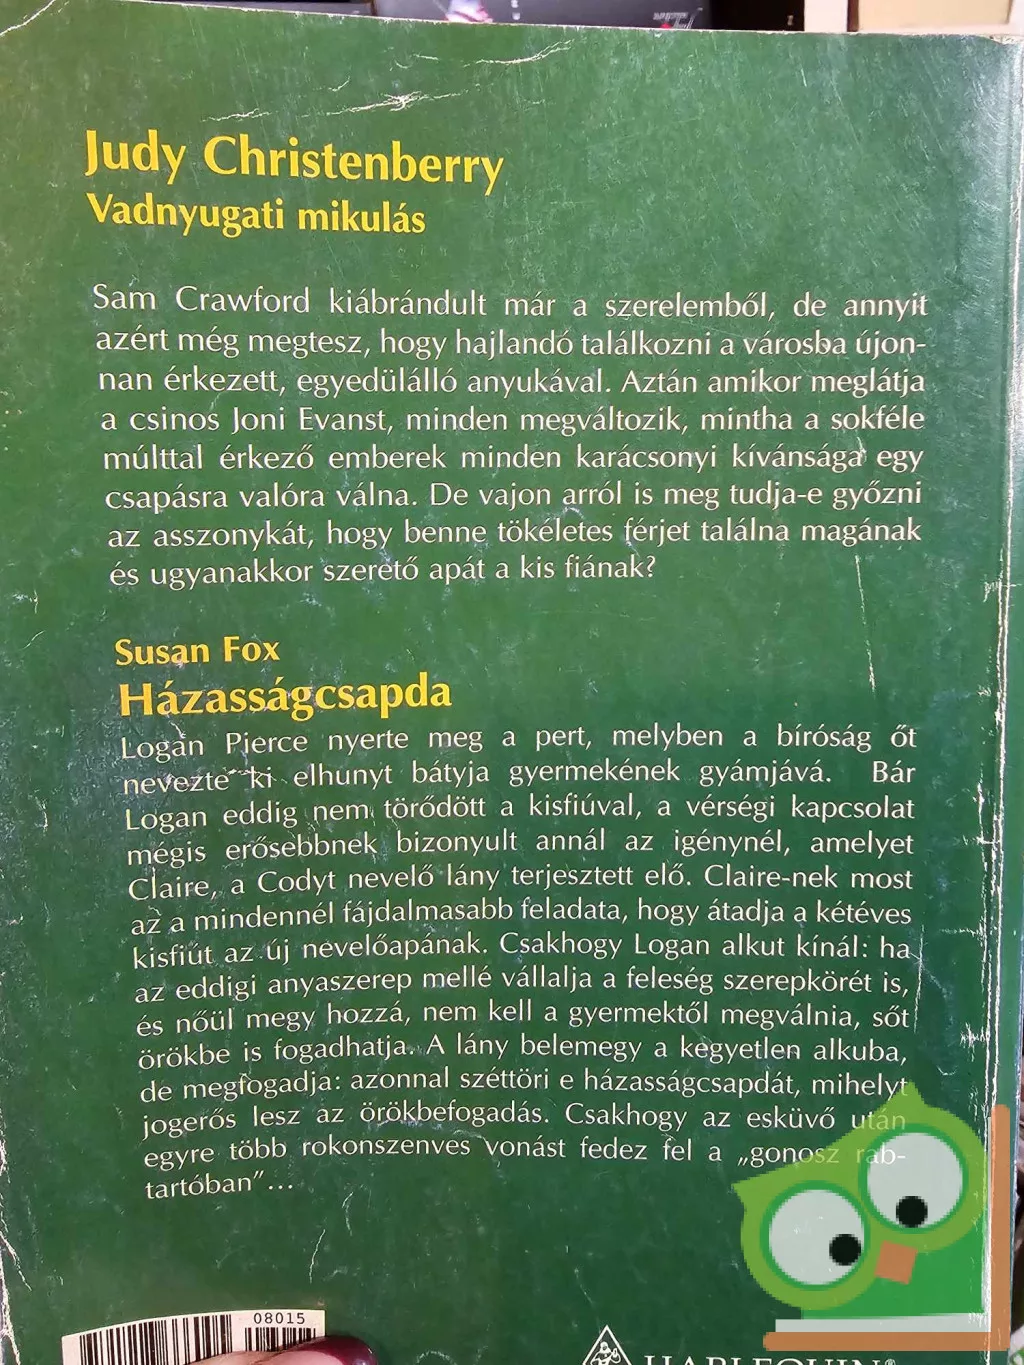 Judy Christenberry
Vadnyugati mikulás
Sam Crawford kiábrándult már a szerelemből, de annyit
azért még megtesz, hogy hajlandó találkozni a városba újon-
nan érkezett, egyedülálló anyukával. Aztán amikor meglátja
a csinos Joni Evanst, minden megváltozik, mintha a sokféle
múlttal érkező emberek minden karácsonyi kívánsága egy
csapásra valóra válna. De vajon arról is meg tudja-e győzni
az asszonykát, hogy benne tökéletes férjet találna magának
és ugyanakkor szerető apát a kis fiának?
Susan Fox
Házasságcsapda
Logan Pierce nyerte meg a pert, melyben a bíróság őt
nevezte ki elhunyt bátyja gyermekének gyámjává. Bár
Logan eddig nem törődött a kisfiúval, a vérségi kapcsolat
mégis erősebbnek bizonyult annál az igénynél, amelyet
Claire, a Codyt nevelő lány terjesztett elő. Claire-nek most
az a mindennél fájdalmasabb feladata, hogy átadja a kétéves
kisfiút az új nevelőapának. Csakhogy Logan alkut kínál: ha
az eddigi anyaszerep mellé vállalja a feleség szerepkörét is,
és nőül megy hozzá, nem kell a gyermektől megválnia, sőt
örökbe is fogadhatja. A lány belemegy a kegyetlen alkuba,
de megfogadja: azonnal széttöri e házasságcsapdát, mihelyt
jogerős lesz az örökbefogadás. Csakhogy az esküvő után
egyre több rokonszenves vonást fedez fel a „gonosz rab-
tartóban”...
08015
HARLEQUIN®